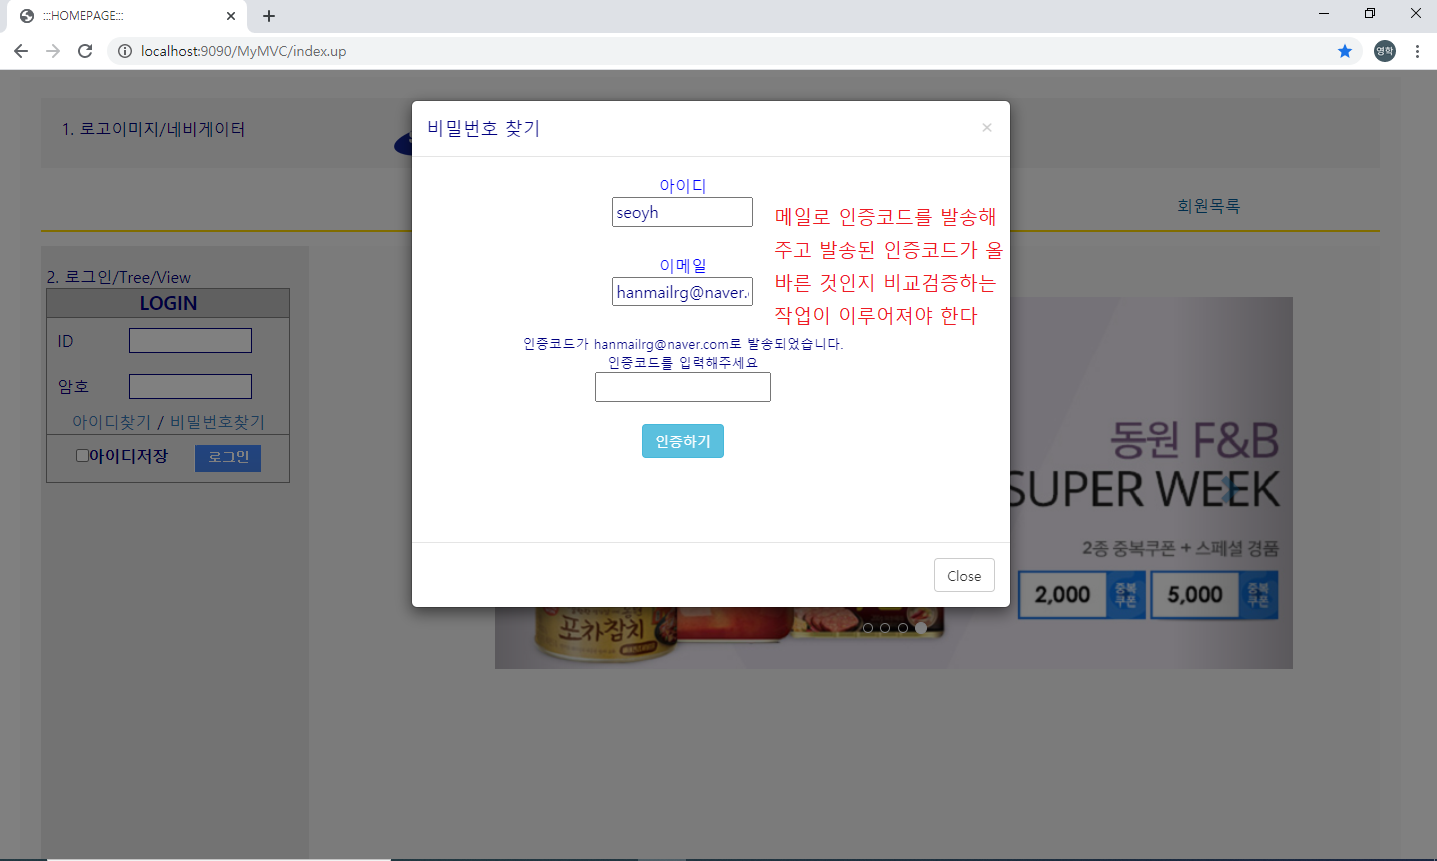 :::HOMEPAGE:::
localhost:9090/MyMVC/index.up
영학
1. 로고이미지/네비게이터
회원목록
2. 로그인/Tree/View
LOGIN
ID
암호
아이디찾기 / 비밀번호찾기
아이디저장
로그인
비밀번호 찾기
×
아이디
seoyh
이메일
hanmailrg@naver.
메일로 인증코드를 발송해
주고 발송된 인증코드가 올
바른 것인지 비교검증하는
작업이 이루어져야 한다
인증코드가 hanmailrg@naver.com로 발송되었습니다.
인증코드를 입력해주세요
인증하기
Close
동원 F&B
SUPER WEEK
2종 중복쿠폰 + 스페셜 경품
2,000 중복쿠폰 5,000 중복쿠폰
포차참치